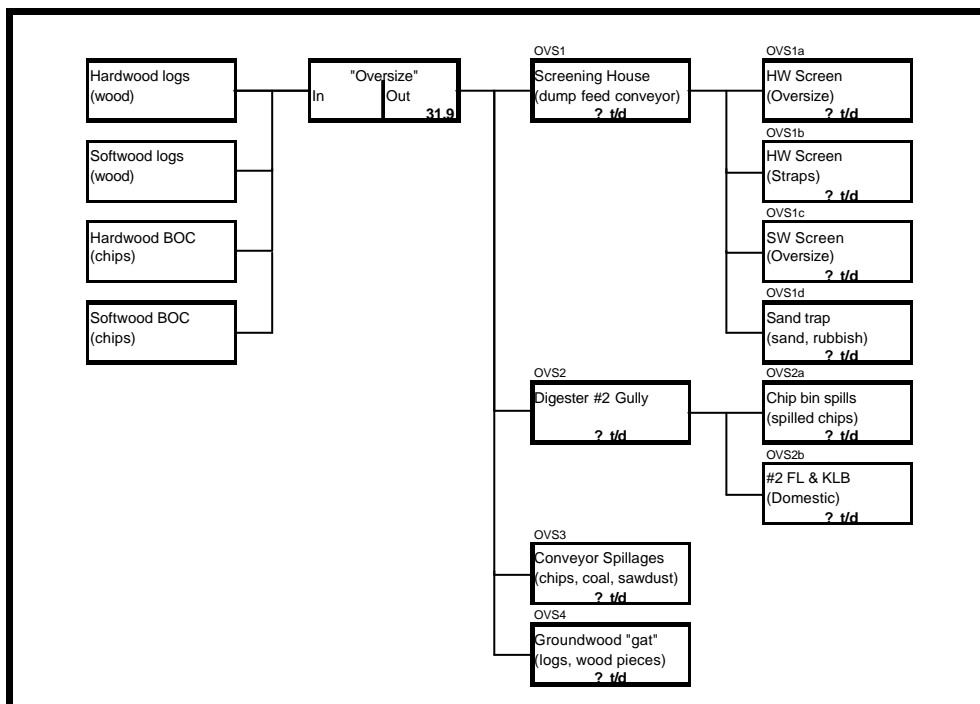 Hardwood logs
(wood)
Softwood logs
(wood)
Hardwood BOC
(chips)
Softwood BOC
(chips)
"Oversize"
In Out
31.9
OVS1
Screening House
(dump feed conveyor)
? t/d
OVS1a
HW Screen
(Oversize)
? t/d
OVS1b
HW Screen
(Straps)
? t/d
OVS1c
SW Screen
(Oversize)
? t/d
OVS1d
Sand trap
(sand, rubbish)
? t/d
OVS2
Digester #2 Gully
? t/d
OVS2a
Chip bin spills
(spilled chips)
? t/d
OVS2b
#2 FL & KLB
(Domestic)
? t/d
OVS3
Conveyor Spillages
(chips, coal, sawdust)
? t/d
OVS4
Groundwood "gat"
(logs, wood pieces)
? t/d